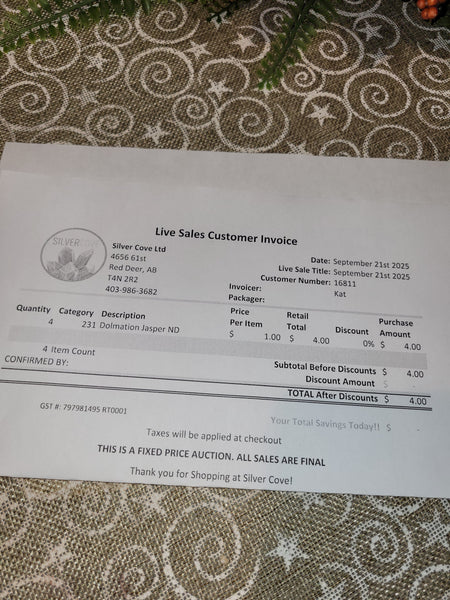 Live Sales Customer Invoice
SILVERCOVE
Silver Cove Ltd
4656 61st
Red Deer, AB
T4N 2R2
403-986-3682
Date: September 21st 2025
Live Sale Title: September 21st 2025
Customer Number: 16811
Invoicer: Kat
Packager:
Quantity Category Description Price Per Item Retail Total Discount Purchase Amount
4 231 Dolmation Jasper ND $ 1.00 $ 4.00 0% $ 4.00
4 Item Count
Subtotal Before Discounts $ 4.00
CONFIRMED BY:
Discount Amount $ -
TOTAL After Discounts $ 4.00
GST #: 797981495 RT0001
Your Total Savings Today!! $ -
Taxes will be applied at checkout
THIS IS A FIXED PRICE AUCTION. ALL SALES ARE FINAL
Thank you for Shopping at Silver Cove!